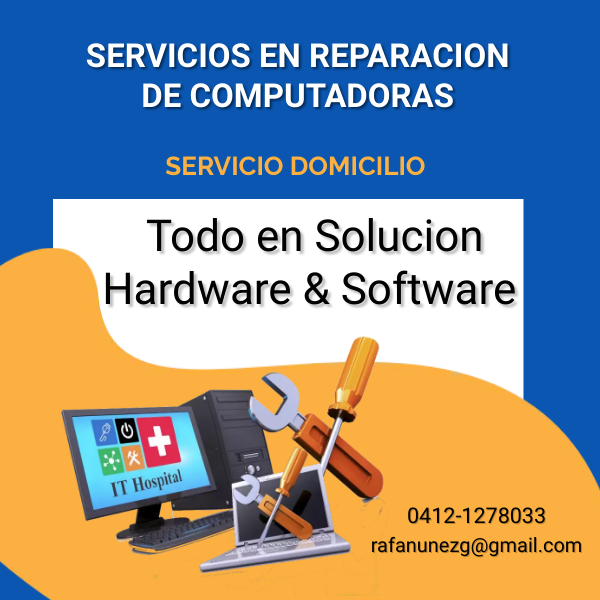 SERVICIOS EN REPARACION
DE COMPUTADORAS
SERVICIO DOMICILIO
Todo en Solucion
Hardware & Software
IT Hospital
0412-1278033
rafanunezg@gmail.com